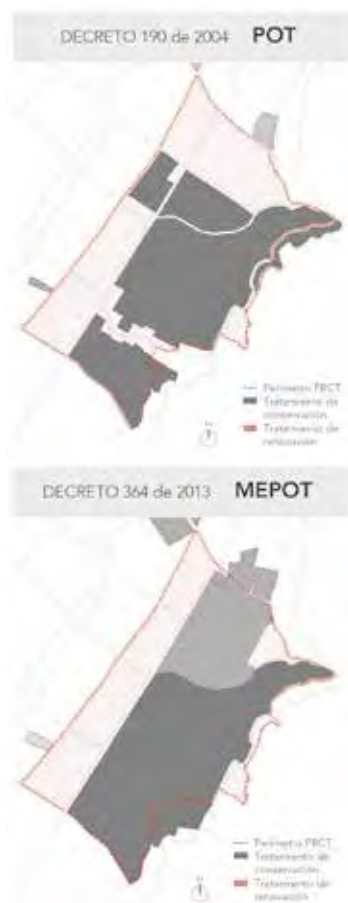 DECRETO 190 de 2004 POT
Perímetro PRCT
Tratamiento de
conservación
Tratamiento de
renovación
DECRETO 364 de 2013 MEPOT
Perímetro PRCT
Tratamiento de
conservación
Tratamiento de
renovación